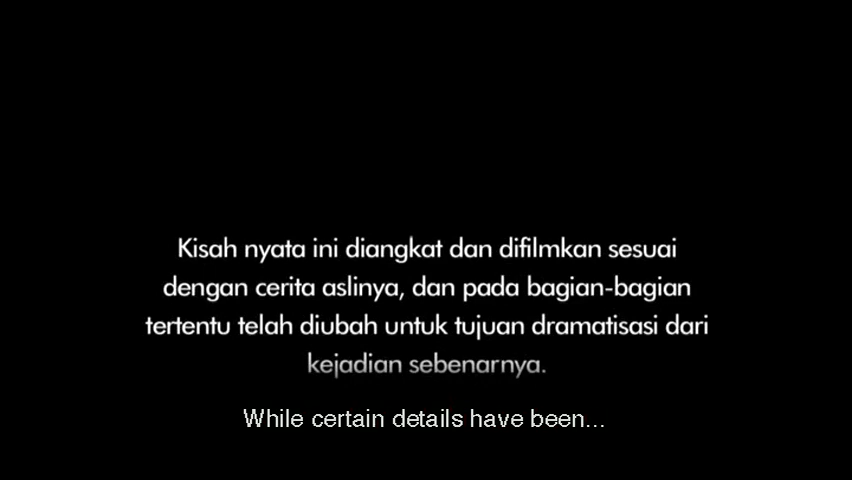 Kisah nyata ini diangkat dan difilmkan sesuai
dengan cerita aslinya, dan pada bagian-bagian
tertentu telah diubah untuk tujuan dramatisasi dari
kejadian sebenarnya.
While certain details have been...